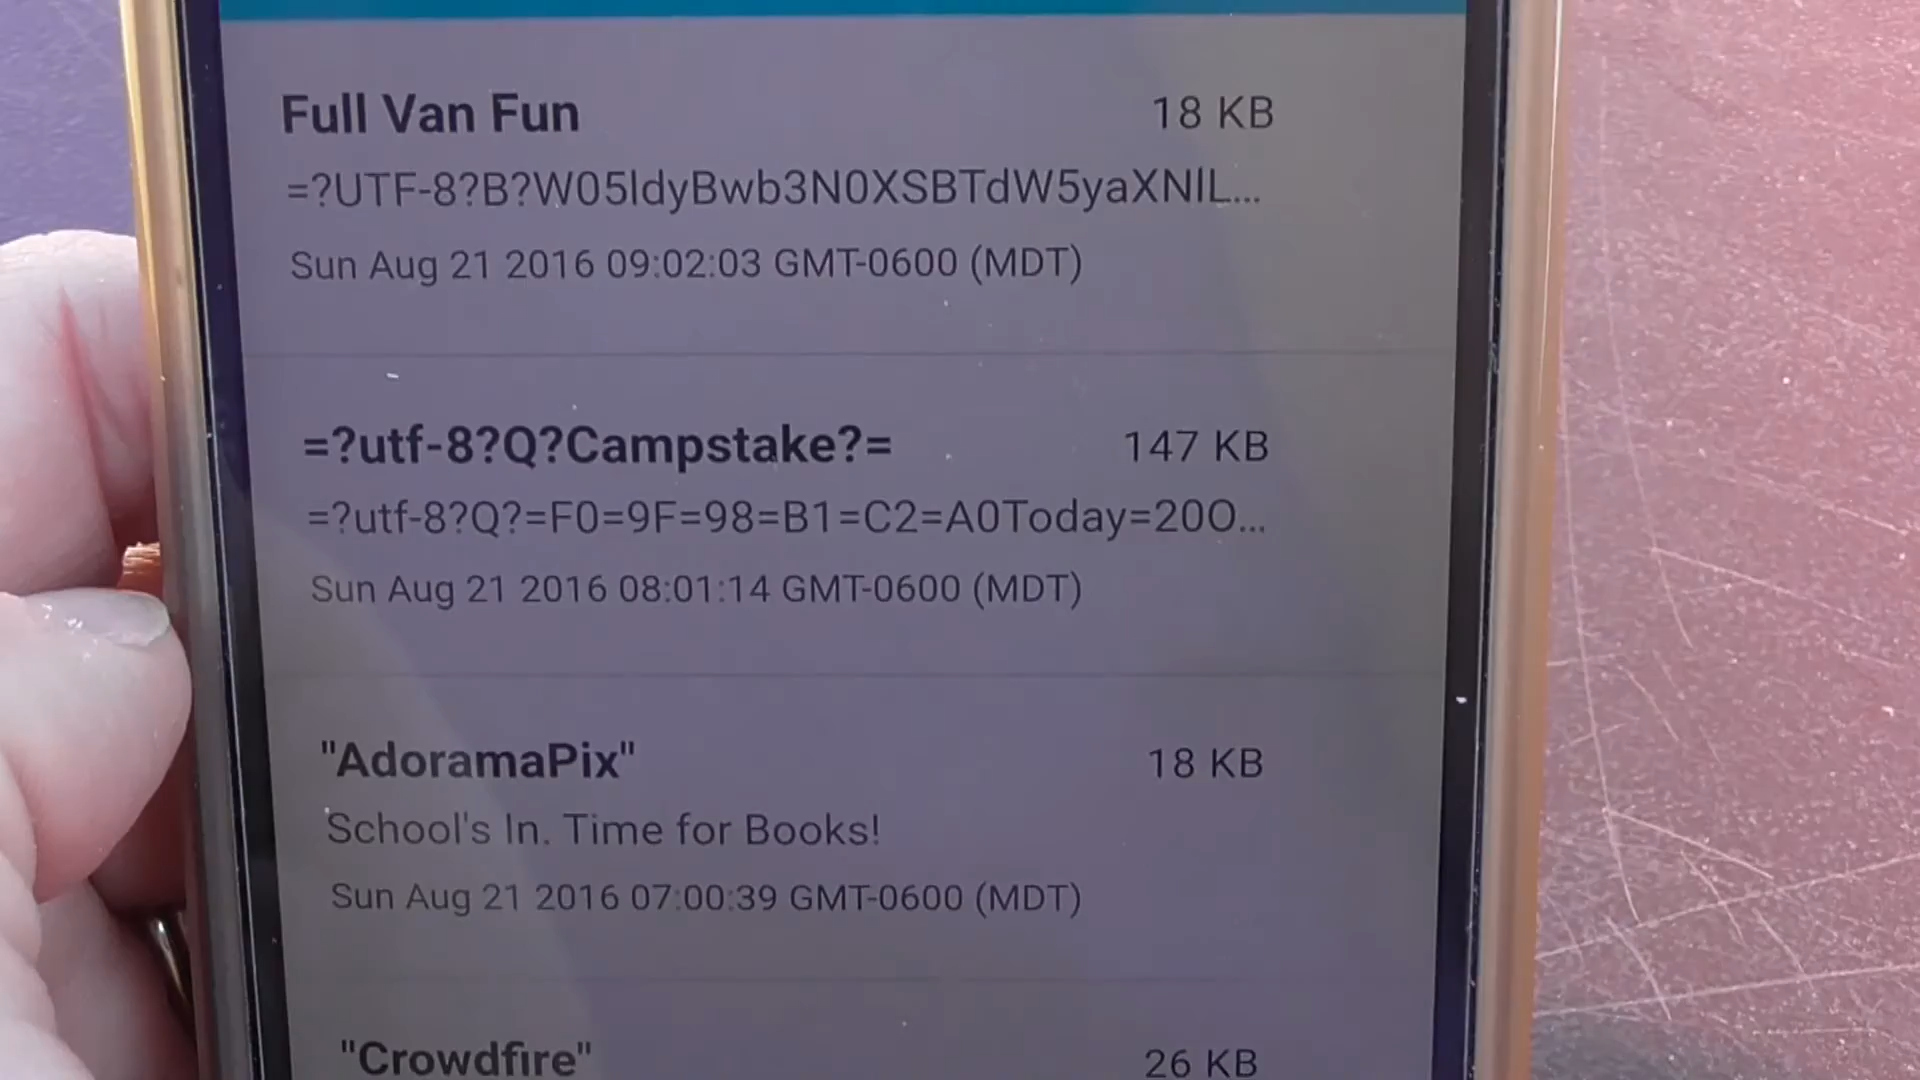 Full Van Fun 18 KB
=?UTF-8?B?W05ldyBwb3N0XSBTdW5yaXNlL...
Sun Aug 21 2016 09:02:03 GMT-0600 (MDT)
=?utf-8?Q?Campstake?= 147 KB
=?utf-8?Q?=F0=9F=98=B1=C2=A0Today=20O...
Sun Aug 21 2016 08:01:14 GMT-0600 (MDT)
"AdoramaPix" 18 KB
School's In. Time for Books!
Sun Aug 21 2016 07:00:39 GMT-0600 (MDT)
"Crowdfire" 26 KB